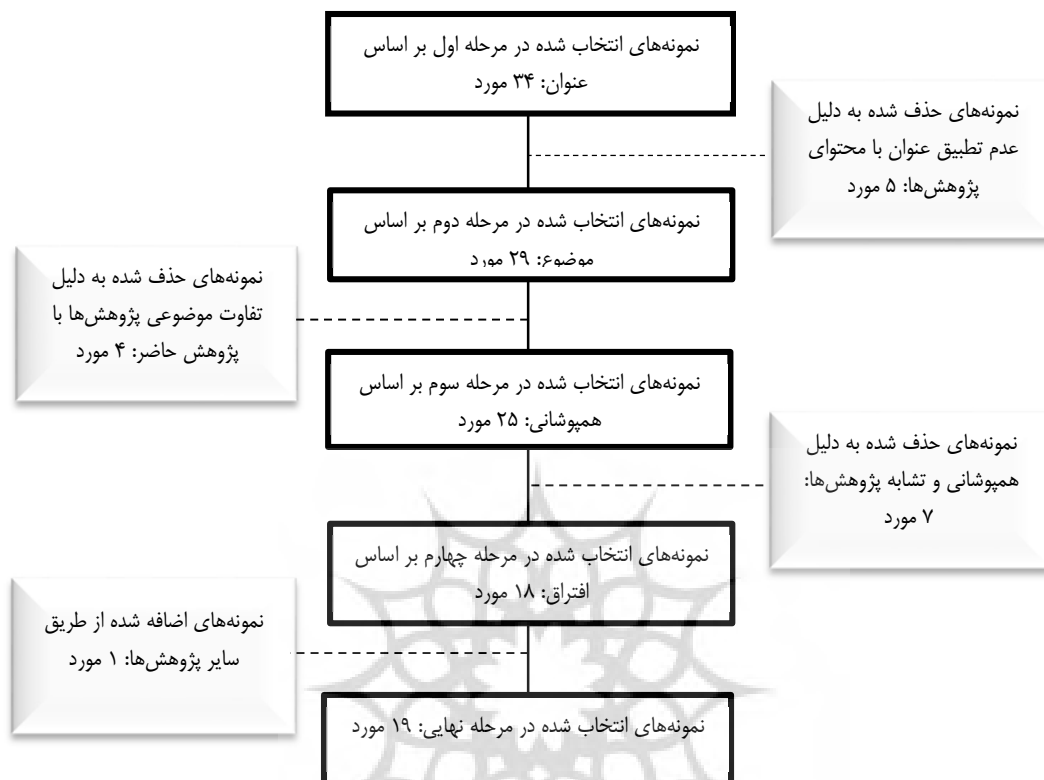 نمونه‌های انتخاب شده در مرحله اول بر اساس
عنوان: ۳۴ مورد
نمونه‌های حذف شده به دلیل
عدم تطبیق عنوان با محتوای
پژوهش‌ها: ۵ مورد
نمونه‌های انتخاب شده در مرحله دوم بر اساس
موضوع: ۲۹ مورد
نمونه‌های حذف شده به دلیل
تفاوت موضوعی پژوهش‌ها با
پژوهش حاضر: ۴ مورد
نمونه‌های انتخاب شده در مرحله سوم بر اساس
همپوشانی: ۲۵ مورد
نمونه‌های حذف شده به دلیل
همپوشانی و تشابه پژوهش‌ها:
۷ مورد
نمونه‌های انتخاب شده در مرحله چهارم بر اساس
افتراق: ۱۸ مورد
نمونه‌های اضافه شده از طریق
سایر پژوهش‌ها: ۱ مورد
نمونه‌های انتخاب شده در مرحله نهایی: ۱۹ مورد